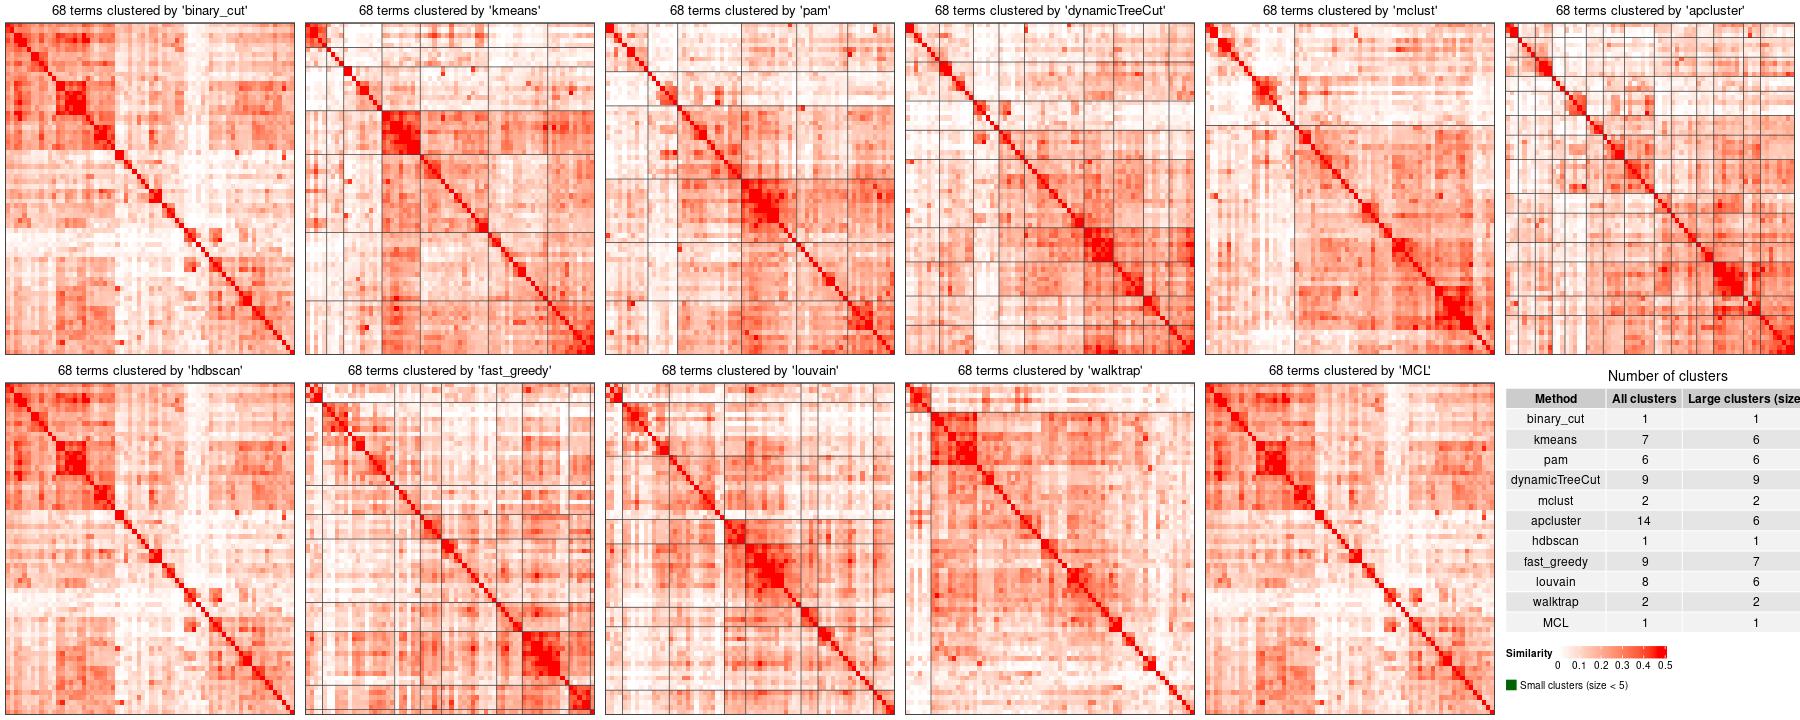 68 terms clustered by 'binary_cut'
68 terms clustered by 'kmeans'
68 terms clustered by 'pam'
68 terms clustered by 'dynamicTreeCut'
68 terms clustered by 'mclust'
68 terms clustered by 'apcluster'
68 terms clustered by 'hdbscan'
68 terms clustered by 'fast_greedy'
68 terms clustered by 'louvain'
68 terms clustered by 'walktrap'
68 terms clustered by 'MCL'
Number of clusters
Method All clusters Large clusters (size
binary_cut 1 1
kmeans 7 6
pam 6 6
dynamicTreeCut 9 9
mclust 2 2
apcluster 14 6
hdbscan 1 1
fast_greedy 9 7
louvain 8 6
walktrap 2 2
MCL 1 1
Similarity
0 0.1 0.2 0.3 0.4 0.5
Small clusters (size < 5)